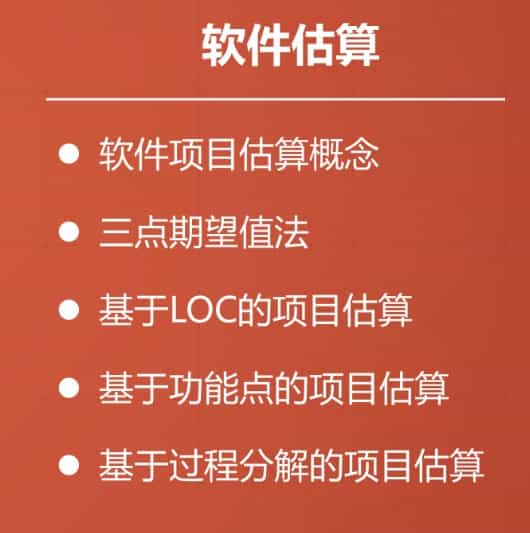 软件估算
● 软件项目估算概念
● 三点期望值法
● 基于LOC的项目估算
● 基于功能点的项目估算
● 基于过程分解的项目估算